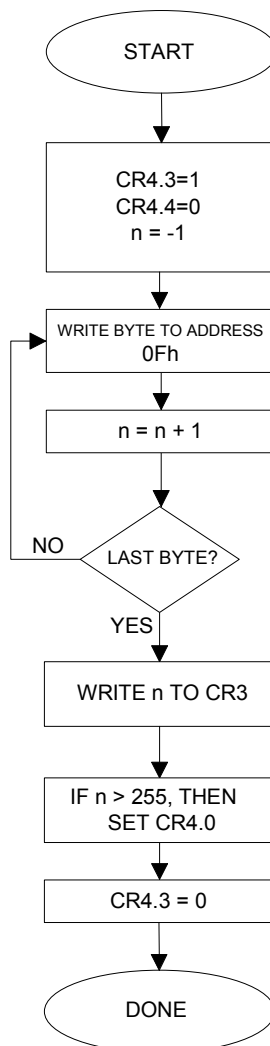 START
CR4.3=1
CR4.4=0
n = -1
WRITE BYTE TO ADDRESS
0Fh
n = n + 1
LAST BYTE?
NO
YES
WRITE n TO CR3
IF n > 255, THEN
SET CR4.0
CR4.3 = 0
DONE